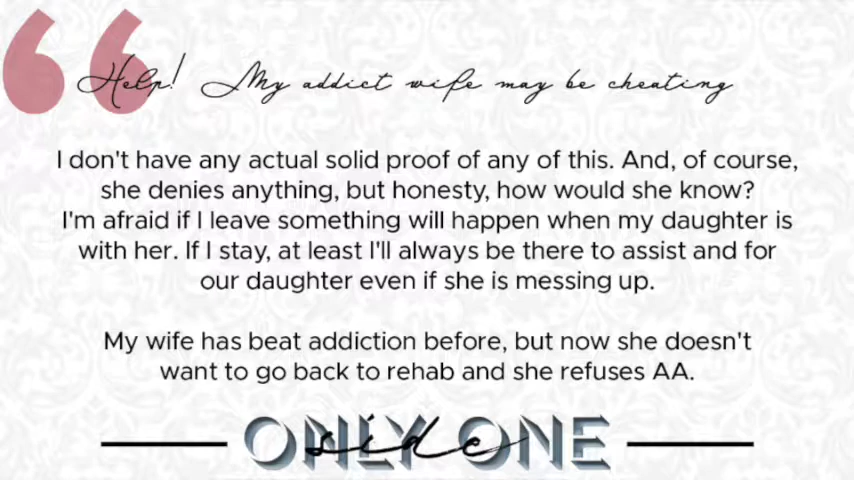 Help! My addict wife may be cheating
I don't have any actual solid proof of any of this. And, of course,
she denies anything, but honesty, how would she know?
I'm afraid if I leave something will happen when my daughter is
with her. If I stay, at least I'll always be there to assist and for
our daughter even if she is messing up.
My wife has beat addiction before, but now she doesn't
want to go back to rehab and she refuses AA.
ONLY ONE
side